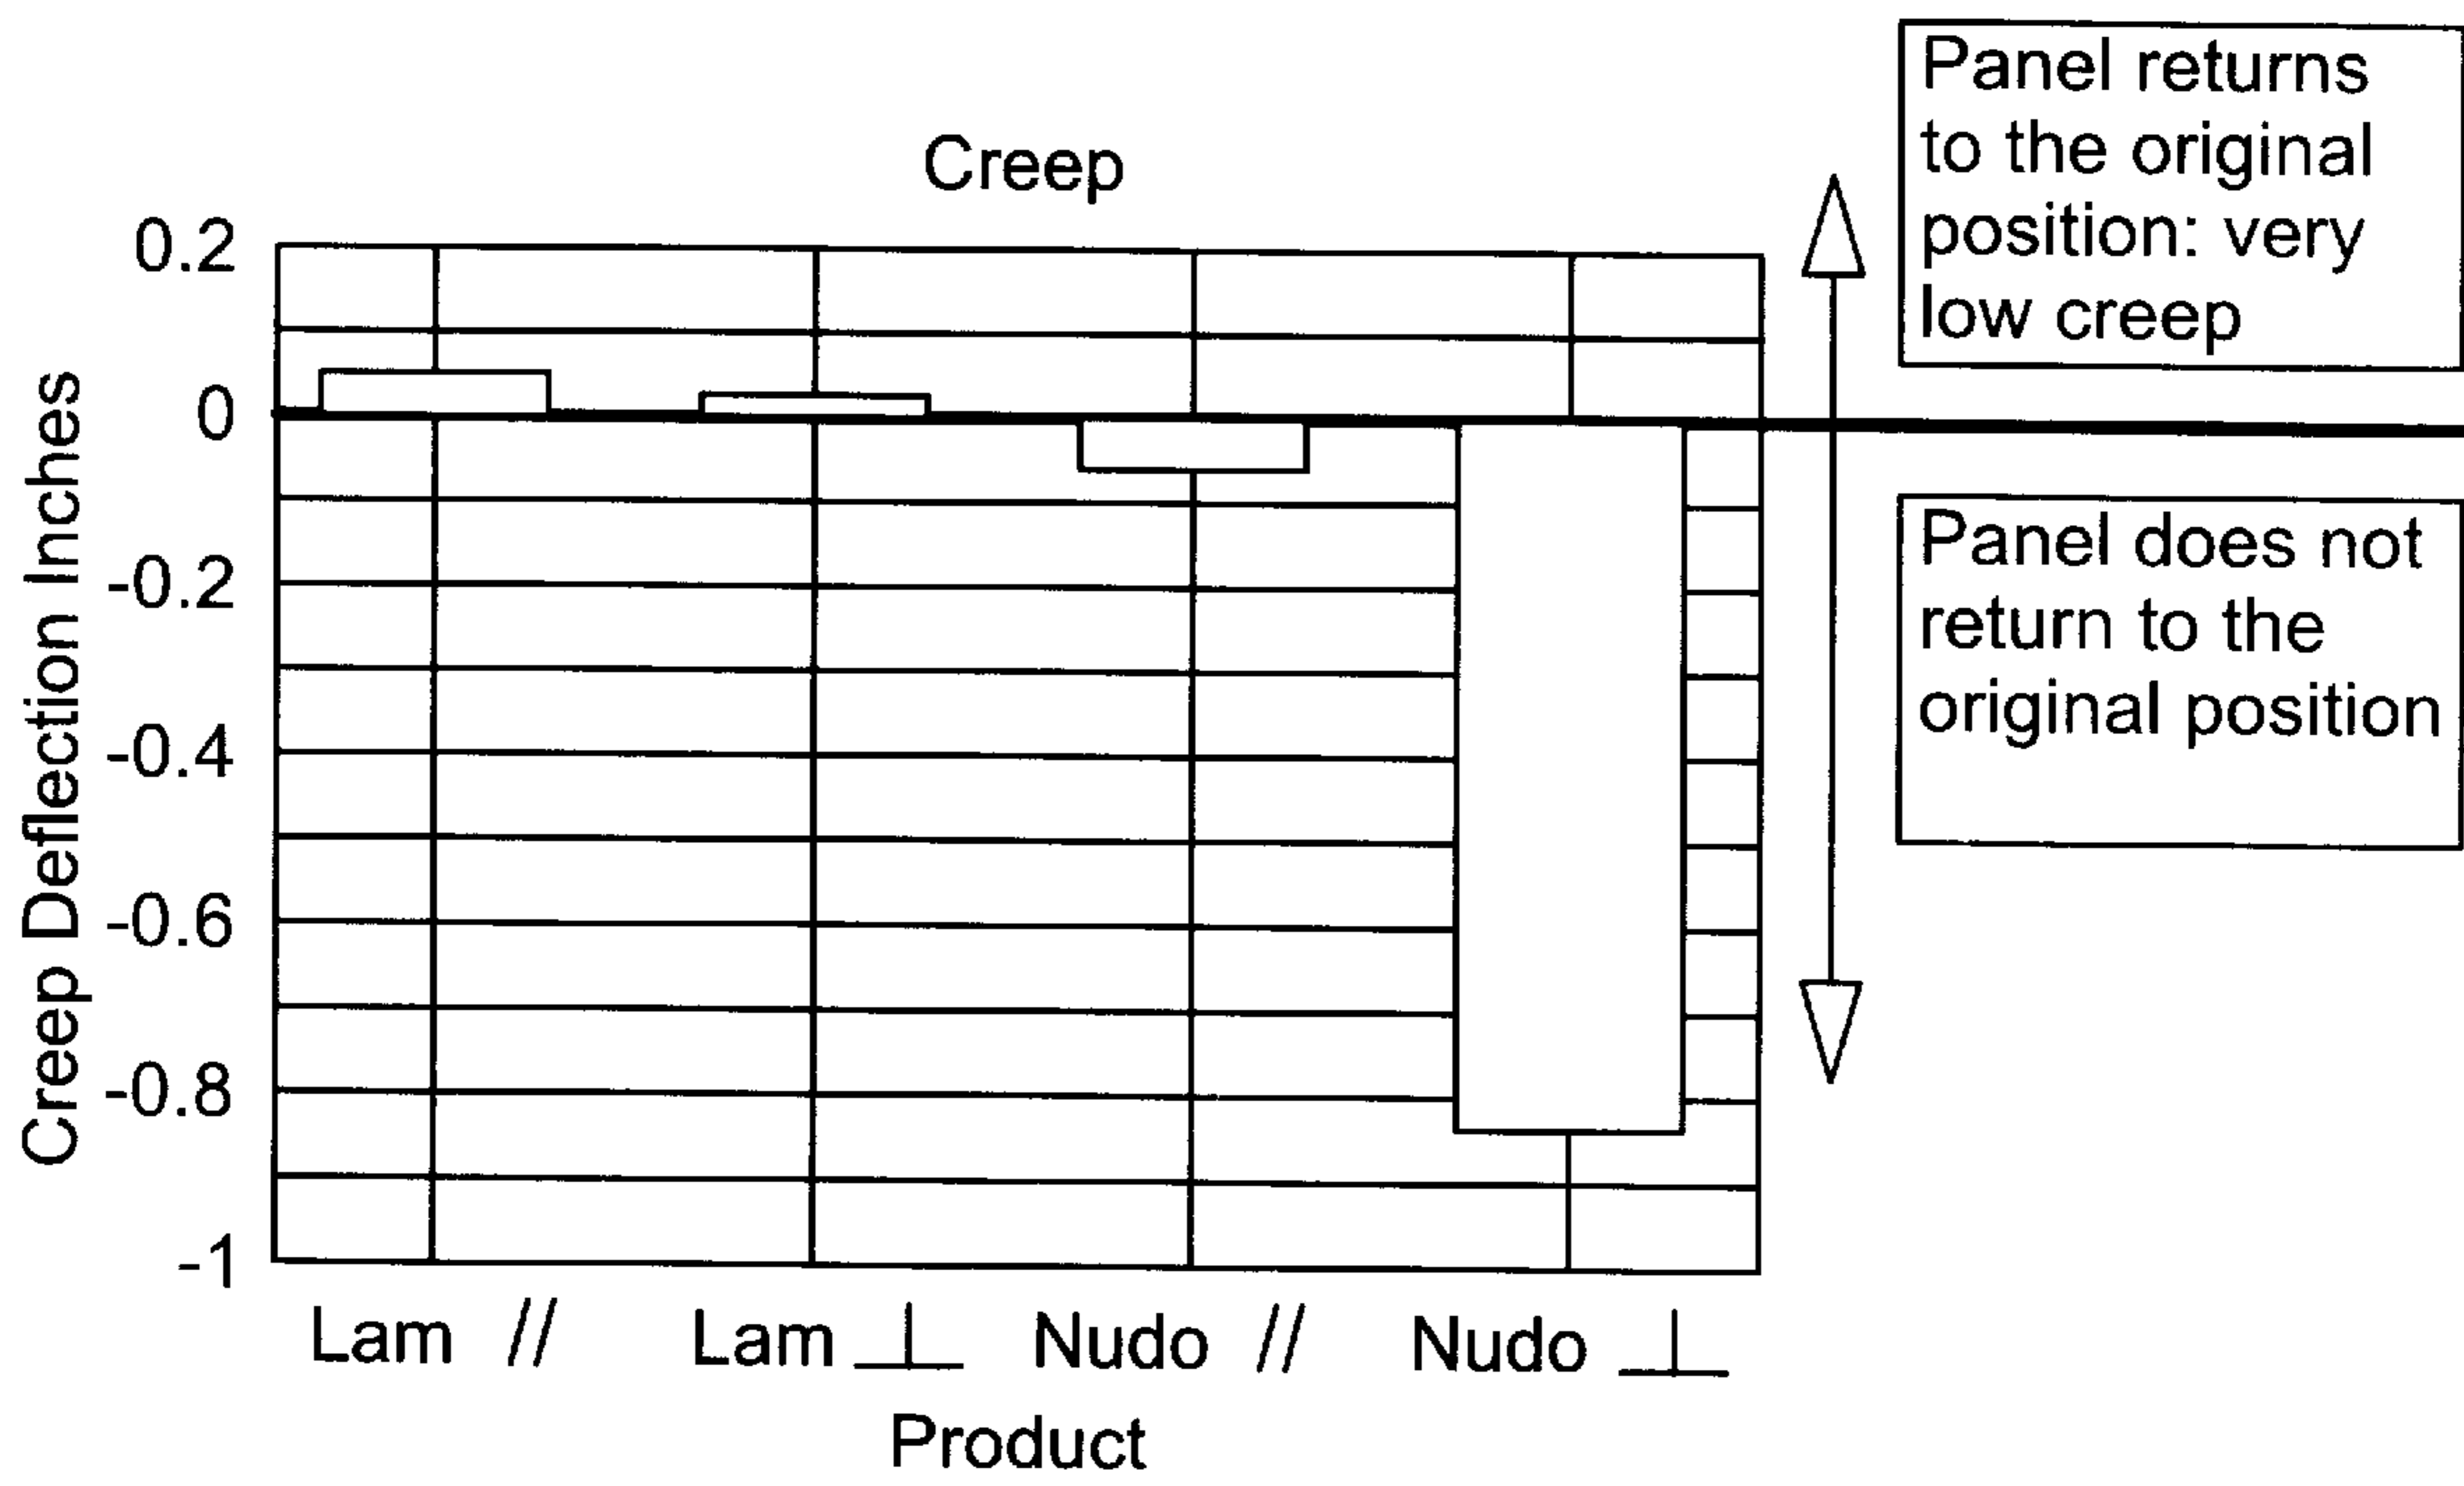 Creep
Panel returns
to the original
position: very
low creep
Panel does not
return to the
original position
Creep Deflection Inches
0.2
0
-0.2
-0.4
-0.6
-0.8
-1
Lam // Lam ⊥ Nudo // Nudo ⊥
Product